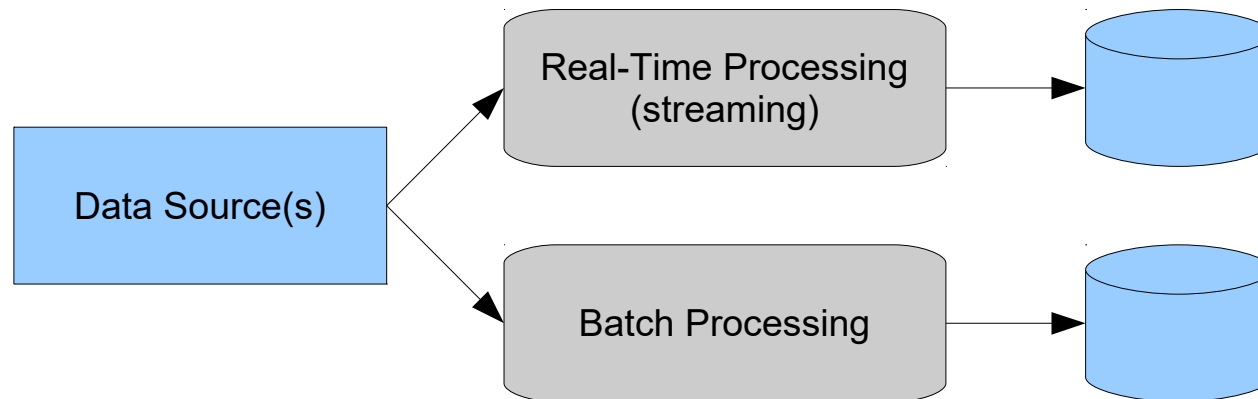 Real-Time Processing
(streaming)
Data Source(s)
Batch Processing